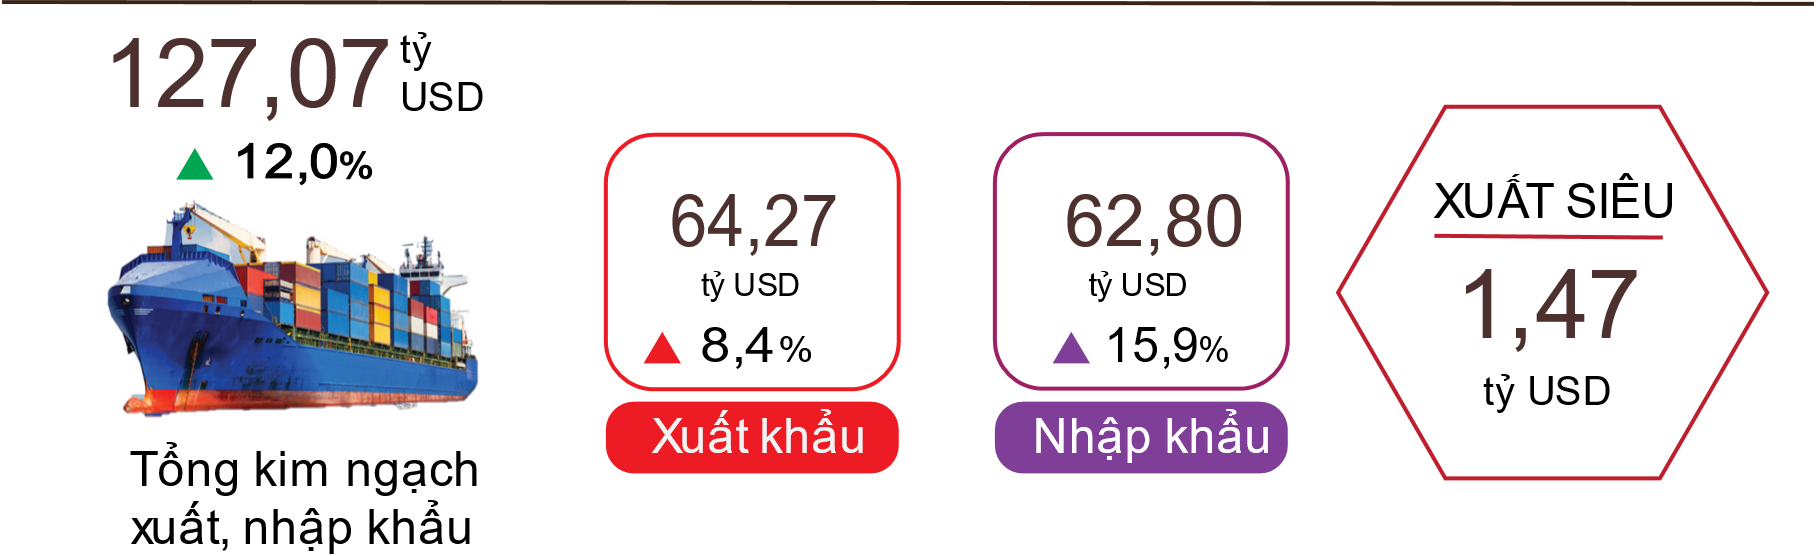 127,07 tỷ
USD
12,0%
Tổng kim ngạch
xuất, nhập khẩu
64,27
tỷ USD
8,4%
Xuất khẩu
62,80
tỷ USD
15,9%
Nhập khẩu
XUẤT SIÊU
1,47
tỷ USD